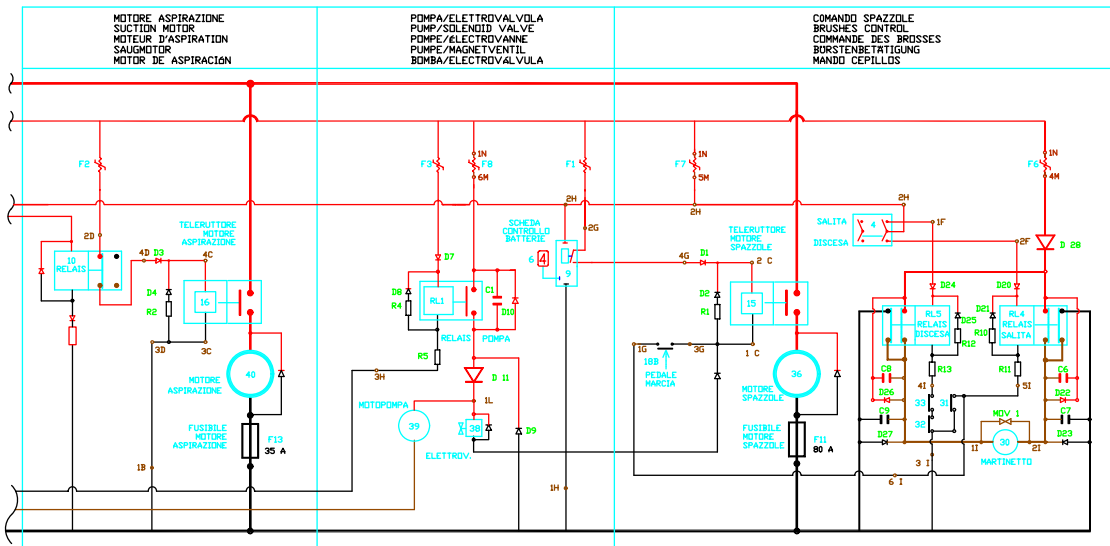 MOTORE ASPIRAZIONE
SUCTION MOTOR
MOTEUR D'ASPIRATION
SAUGMOTOR
MOTOR DE ASPIRACIÓN
POMPA/ELETTROVALVOLA
PUMP/SOLENOID VALVE
POMPE/ÉLECTROVANNE
PUMPE/MAGNETVENTIL
BOMBA/ELECTROVÁLVULA
COMANDO SPAZZOLE
BRUSHES CONTROL
COMMANDE DES BROSSES
BÜRSTENBETÄTIGUNG
MANDO CEPILLOS
F2
F3
1N
F8
6M
F1
1N
F7
5M
1N
F6
4M
2H
2H
2H
2G
2D
4D
D3
4C
10
RELAIS
TELERUTTORE
MOTORE
ASPIRAZIONE
D4
R2
16
3D
3C
MOTORE
ASPIRAZIONE
40
FUSIBILE
MOTORE
ASPIRAZIONE
F13
35 A
1B
D7
D8
R4
RL1
C1
D10
RELAIS
POMPA
R5
3H
D 11
1L
MOTOPOMPA
39
38
ELETTROV.
D9
SCHEDA
CONTROLLO
BATTERIE
6
4
9
1H
4G
D1
2 C
TELERUTTORE
MOTORE
SPAZZOLE
D2
R1
15
1G
18B
3G
1 C
PEDALE
MARCIA
36
MOTORE
SPAZZOLE
FUSIBILE
MOTORE
SPAZZOLE
F11
80 A
SALITA
4
DISCESA
1F
2F
D 28
D24
D20
RL5
RELAIS
DISCESA
D25
R12
D21
R10
RL4
RELAIS
SALITA
R13
R11
C8
4I
5I
C6
D26
33
31
D22
C9
32
MOV 1
C7
D27
1I
30
2I
D23
3 I
MARTINETTO
6 I